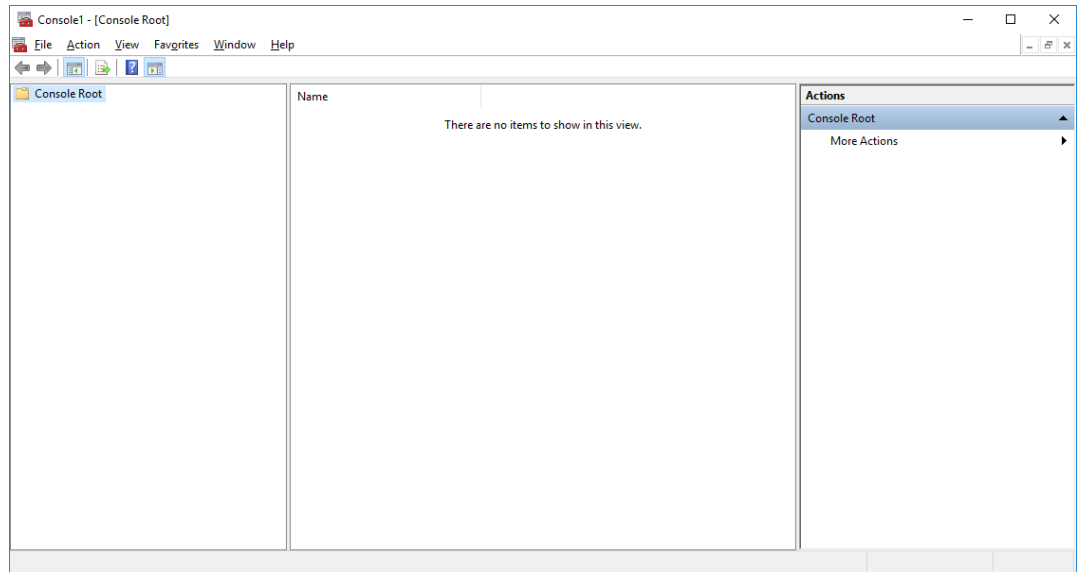 Console1 - [Console Root]
File Action View Favorites Window Help
Console Root
Name
There are no items to show in this view.
Actions
Console Root
More Actions